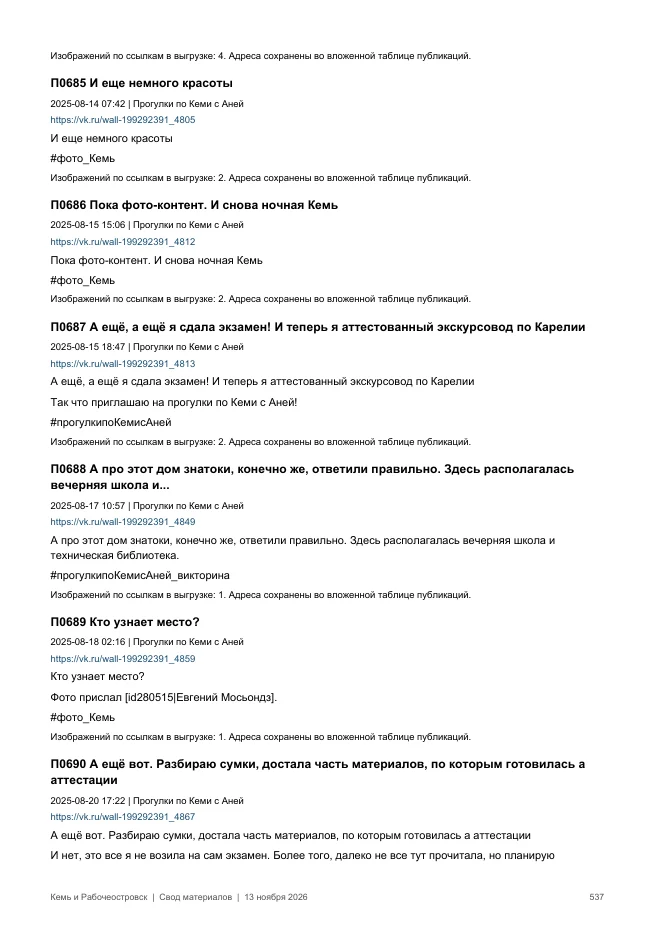 Изображений по ссылкам в выгрузке: 4. Адреса сохранены во вложенной таблице публикаций.
П0685 И еще немного красоты
2025-08-14 07:42 | Прогулки по Кеми с Аней
https://vk.ru/wall-199292391_4805
И еще немного красоты
#фото_Кемь
Изображений по ссылкам в выгрузке: 2. Адреса сохранены во вложенной таблице публикаций.
П0686 Пока фото-контент. И снова ночная Кемь
2025-08-15 15:06 | Прогулки по Кеми с Аней
https://vk.ru/wall-199292391_4812
Пока фото-контент. И снова ночная Кемь
#фото_Кемь
Изображений по ссылкам в выгрузке: 2. Адреса сохранены во вложенной таблице публикаций.
П0687 А ещё, а ещё я сдала экзамен! И теперь я аттестованный экскурсовод по Карелии
2025-08-15 18:47 | Прогулки по Кеми с Аней
https://vk.ru/wall-199292391_4813
А ещё, а ещё я сдала экзамен! И теперь я аттестованный экскурсовод по Карелии
Так что приглашаю на прогулки по Кеми с Аней!
#прогулкипоКемисАней
Изображений по ссылкам в выгрузке: 2. Адреса сохранены во вложенной таблице публикаций.
П0688 А про этот дом знатоки, конечно же, ответили правильно. Здесь располагалась
вечерняя школа и...
2025-08-17 10:57 | Прогулки по Кеми с Аней
https://vk.ru/wall-199292391_4849
А про этот дом знатоки, конечно же, ответили правильно. Здесь располагалась вечерняя школа и
техническая библиотека.
#прогулкипоКемисАней_викторина
Изображений по ссылкам в выгрузке: 1. Адреса сохранены во вложенной таблице публикаций.
П0689 Кто узнает место?
2025-08-18 02:16 | Прогулки по Кеми с Аней
https://vk.ru/wall-199292391_4859
Кто узнает место?
Фото прислал [id280515|Евгений Мосьондз].
#фото_Кемь
Изображений по ссылкам в выгрузке: 1. Адреса сохранены во вложенной таблице публикаций.
П0690 А ещё вот. Разбираю сумки, достала часть материалов, по которым готовилась а
аттестации
2025-08-20 17:22 | Прогулки по Кеми с Аней
https://vk.ru/wall-199292391_4867
А ещё вот. Разбираю сумки, достала часть материалов, по которым готовилась а аттестации
И нет, это все я не возила на сам экзамен. Более того, далеко не все тут прочитала, но планирую
Кемь и Рабочеостровск | Свод материалов | 13 ноября 2026
537